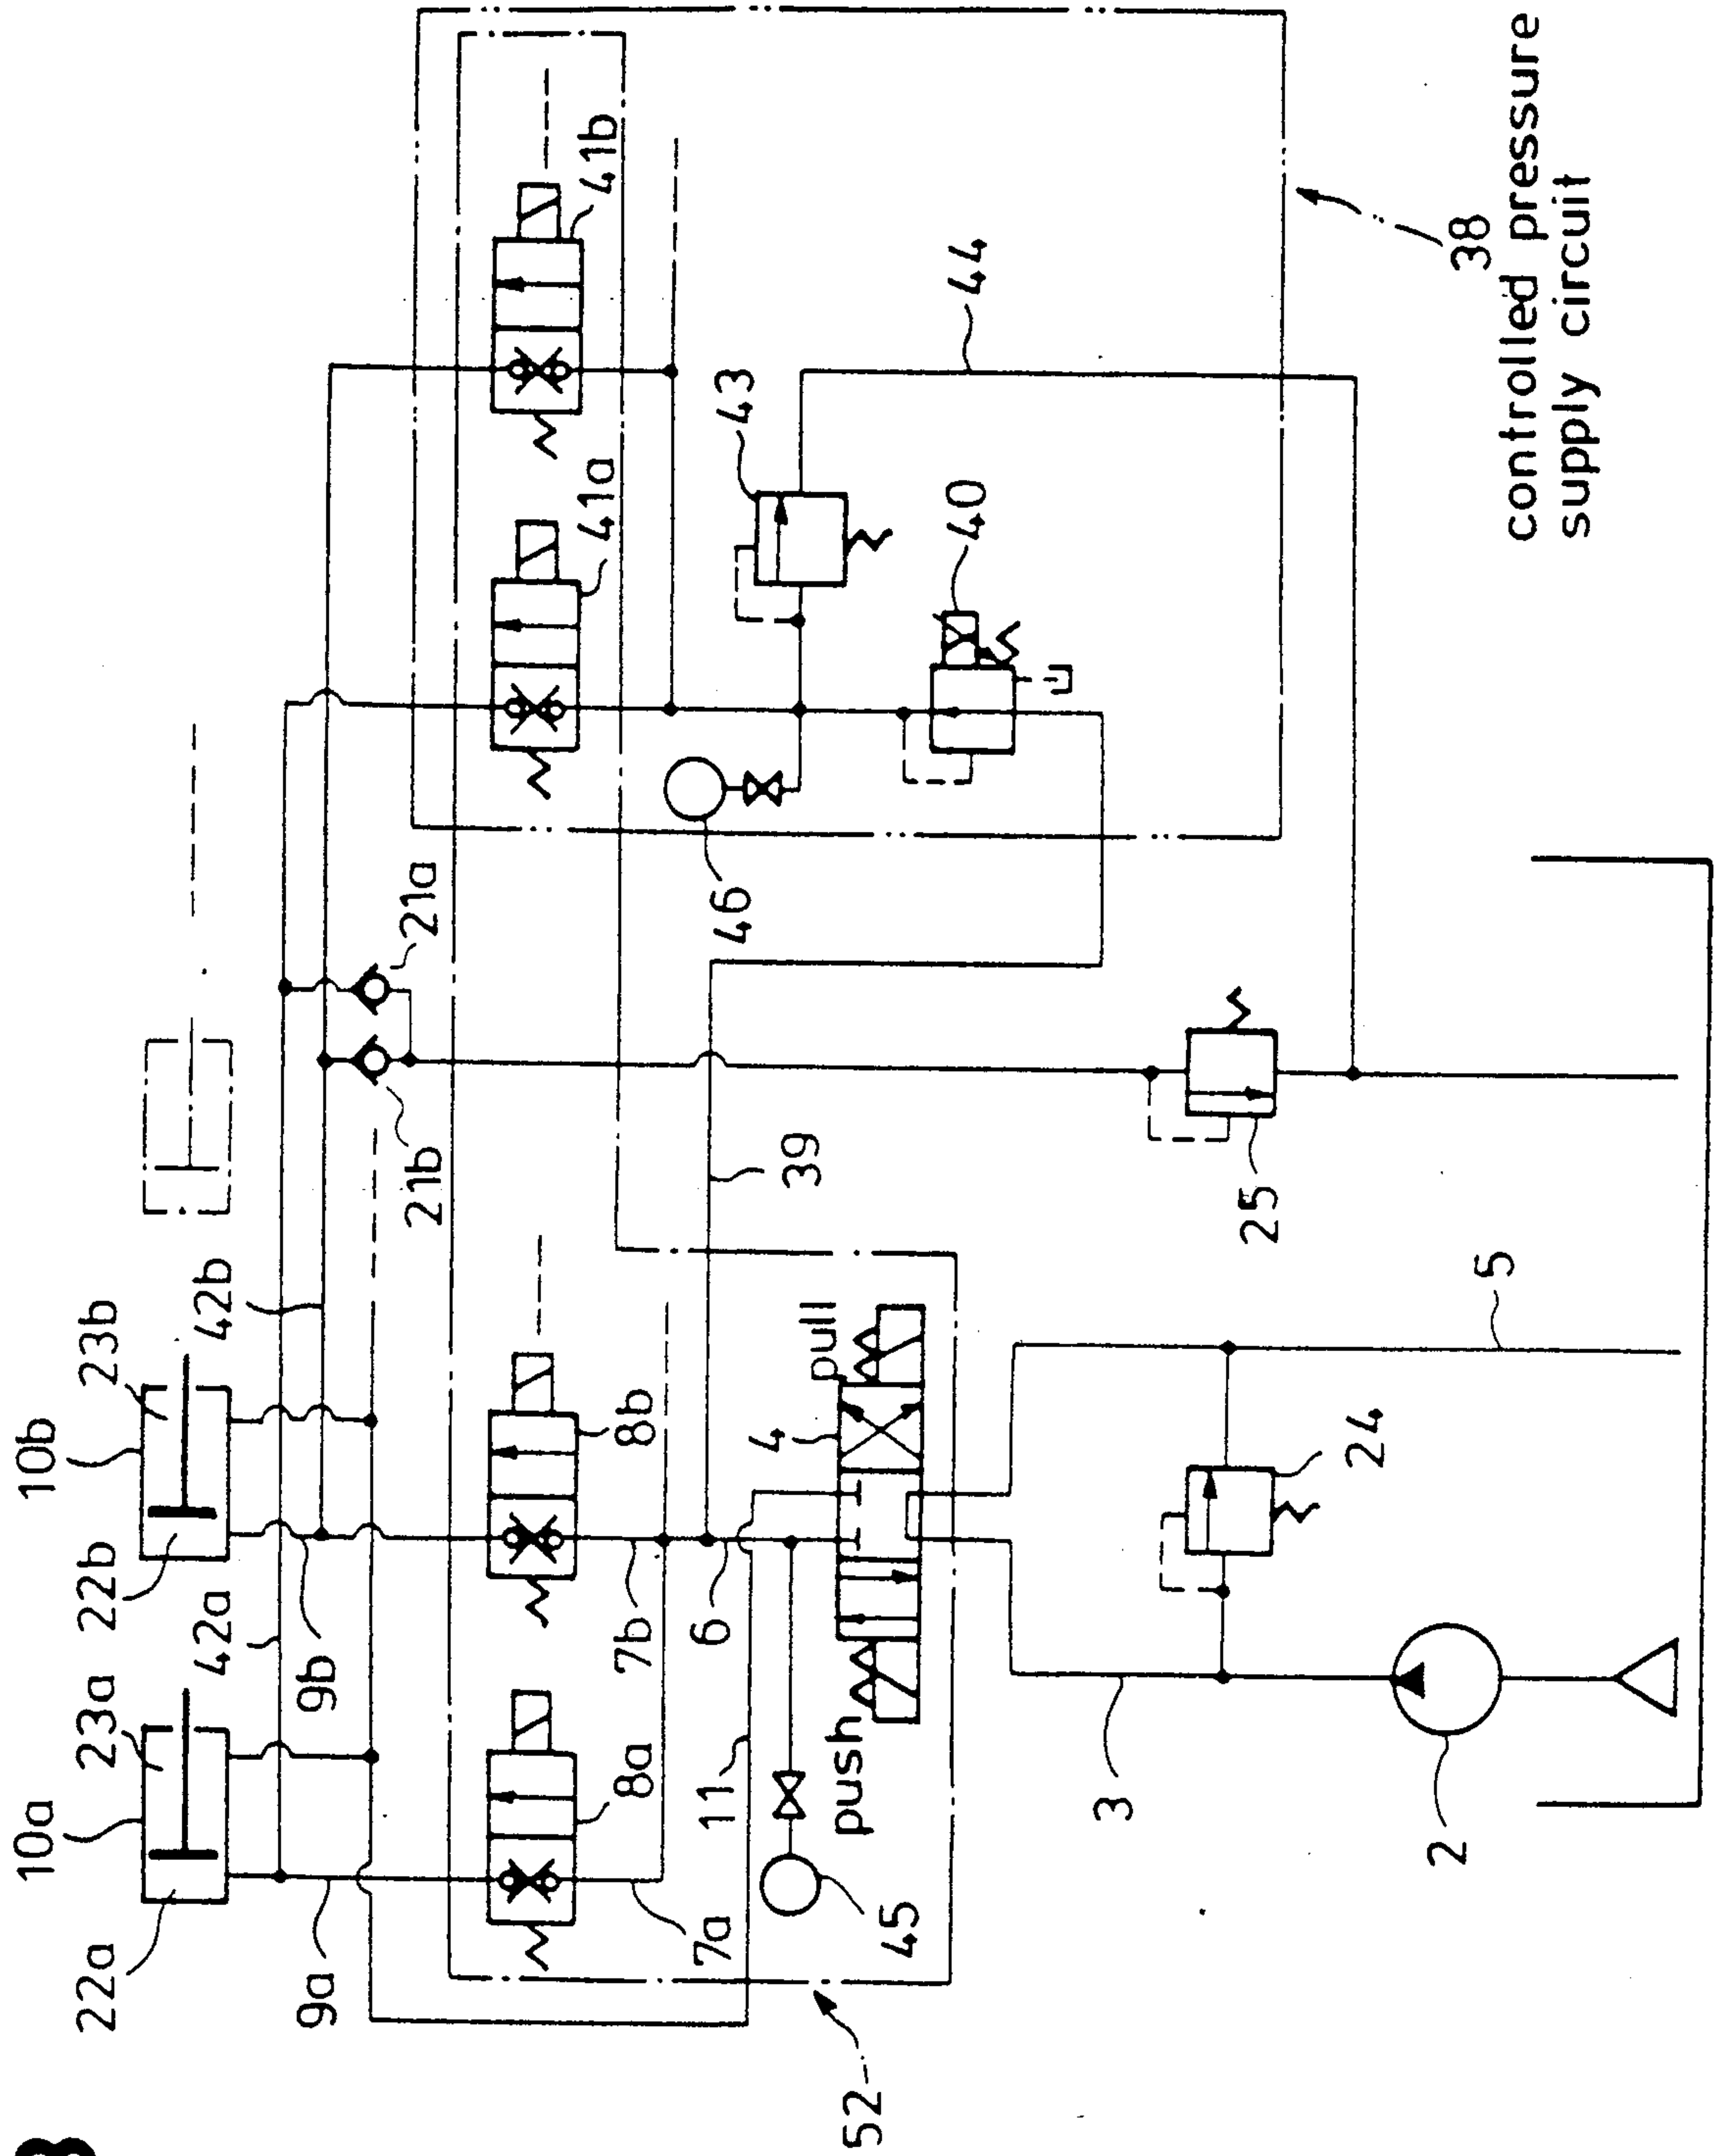 10a
10b
22a
23a
22b
23b
9a
42a
9b
42b
21b
21a
8a
8b
41a
41b
7a
7b
11
6
39
46
43
44
40
45
push
4
pull
52
3
2
24
5
25
38
controlled pressure
supply circuit